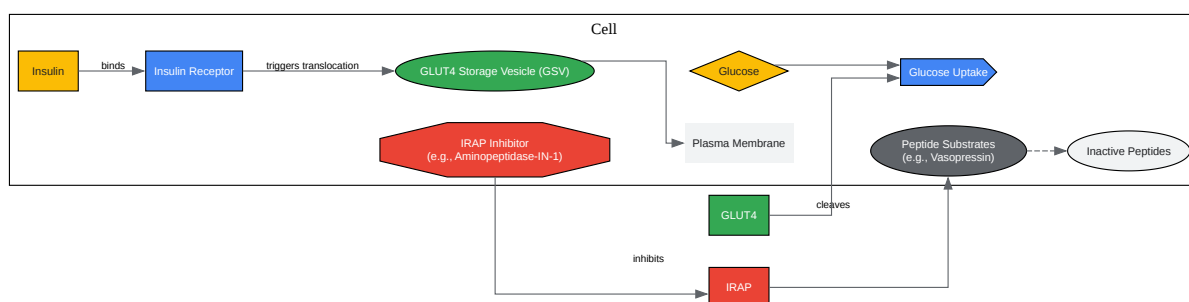 Cell
Insulin
binds
Insulin Receptor
triggers translocation
GLUT4 Storage Vesicle (GSV)
Glucose
Glucose Uptake
IRAP Inhibitor
(e.g., Aminopeptidase-IN-1)
Plasma Membrane
Peptide Substrates
(e.g., Vasopressin)
Inactive Peptides
GLUT4
cleaves
inhibits
IRAP